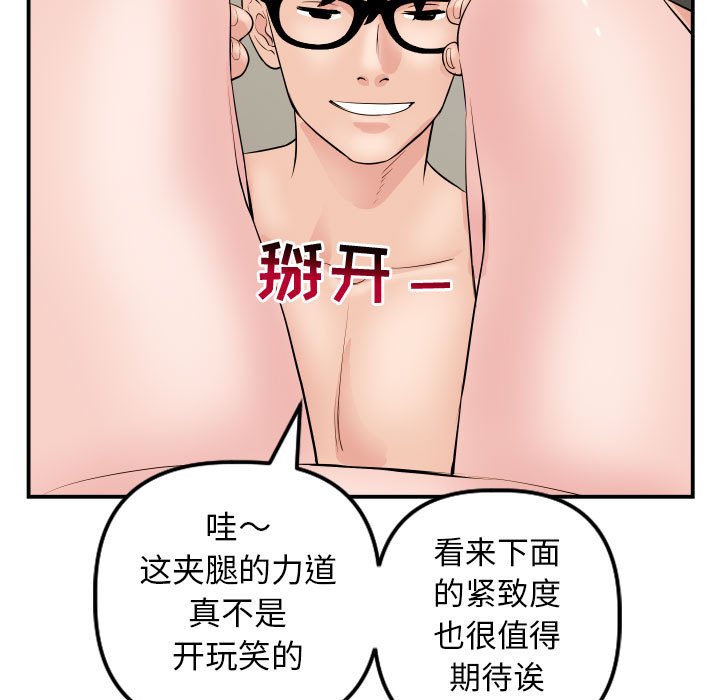 掰开–
哇～
这夹腿的力道
真不是
开玩笑的
看来下面
的紧致度
也很值得
期待诶